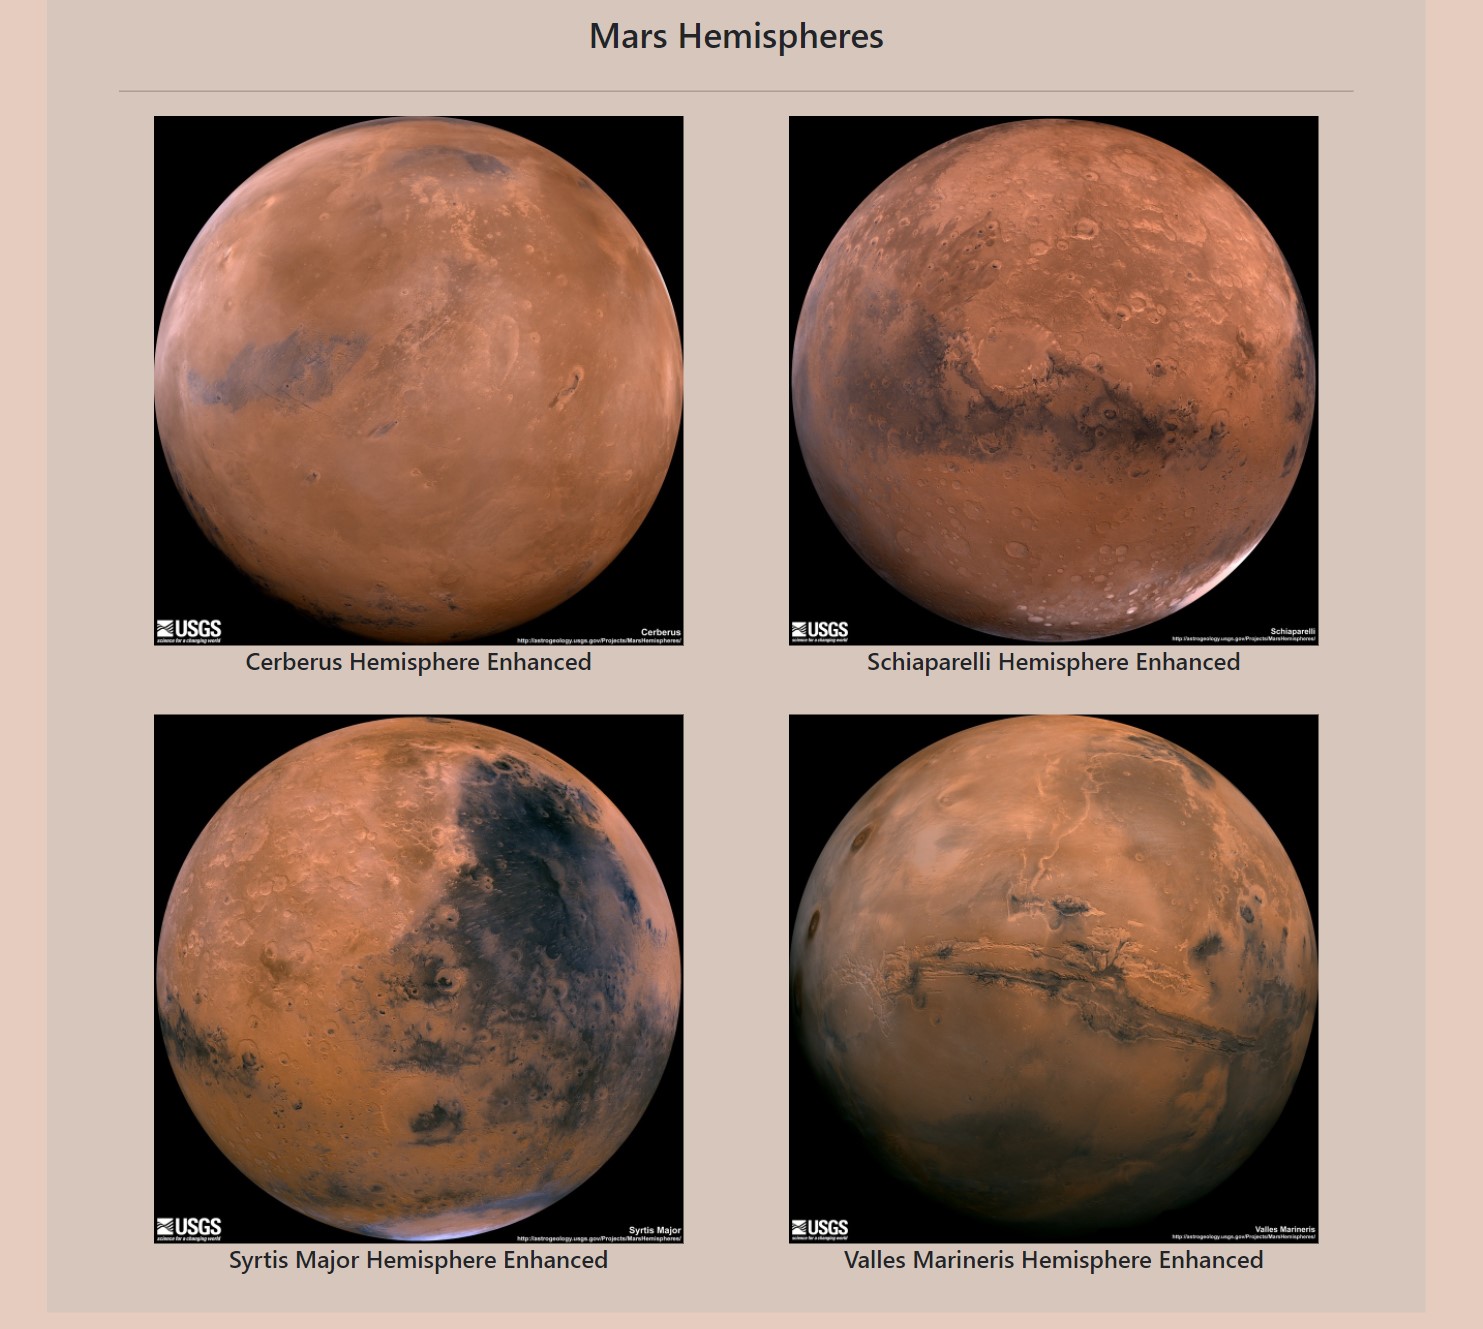 Mars Hemispheres
USGS
science for a changing world
Cerberus
http://astrogeology.usgs.gov/Projects/MarsHemispheres/
Cerberus Hemisphere Enhanced
USGS
science for a changing world
Schiaparelli
http://astrogeology.usgs.gov/Projects/MarsHemispheres/
Schiaparelli Hemisphere Enhanced
USGS
science for a changing world
Syrtis Major
http://astrogeology.usgs.gov/Projects/MarsHemispheres/
Syrtis Major Hemisphere Enhanced
USGS
science for a changing world
Valles Marineris
http://astrogeology.usgs.gov/Projects/MarsHemispheres/
Valles Marineris Hemisphere Enhanced